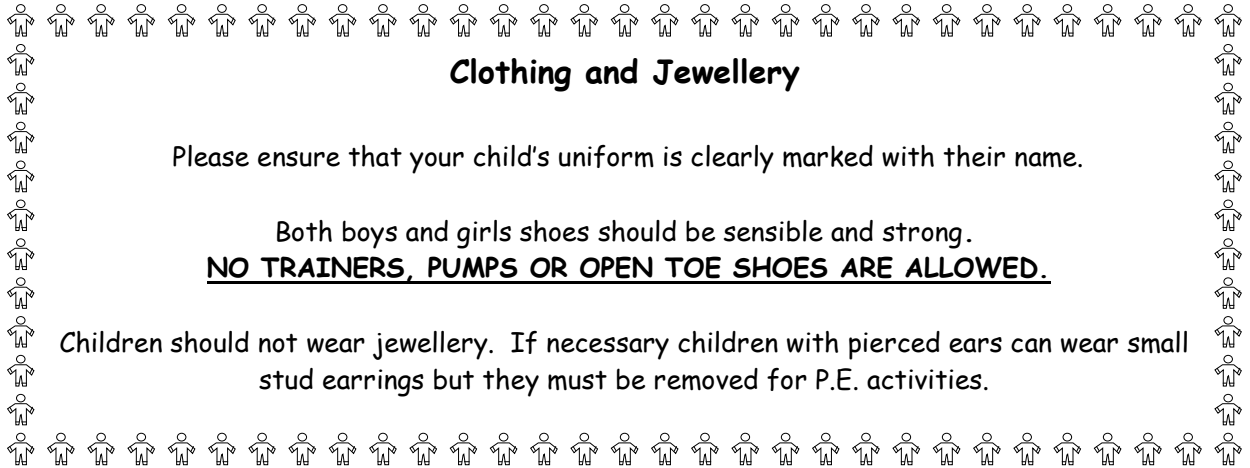 Clothing and Jewellery
Please ensure that your child's uniform is clearly marked with their name.
Both boys and girls shoes should be sensible and strong.
NO TRAINERS, PUMPS OR OPEN TOE SHOES ARE ALLOWED.
Children should not wear jewellery.  If necessary children with pierced ears can wear small
stud earrings but they must be removed for P.E. activities.